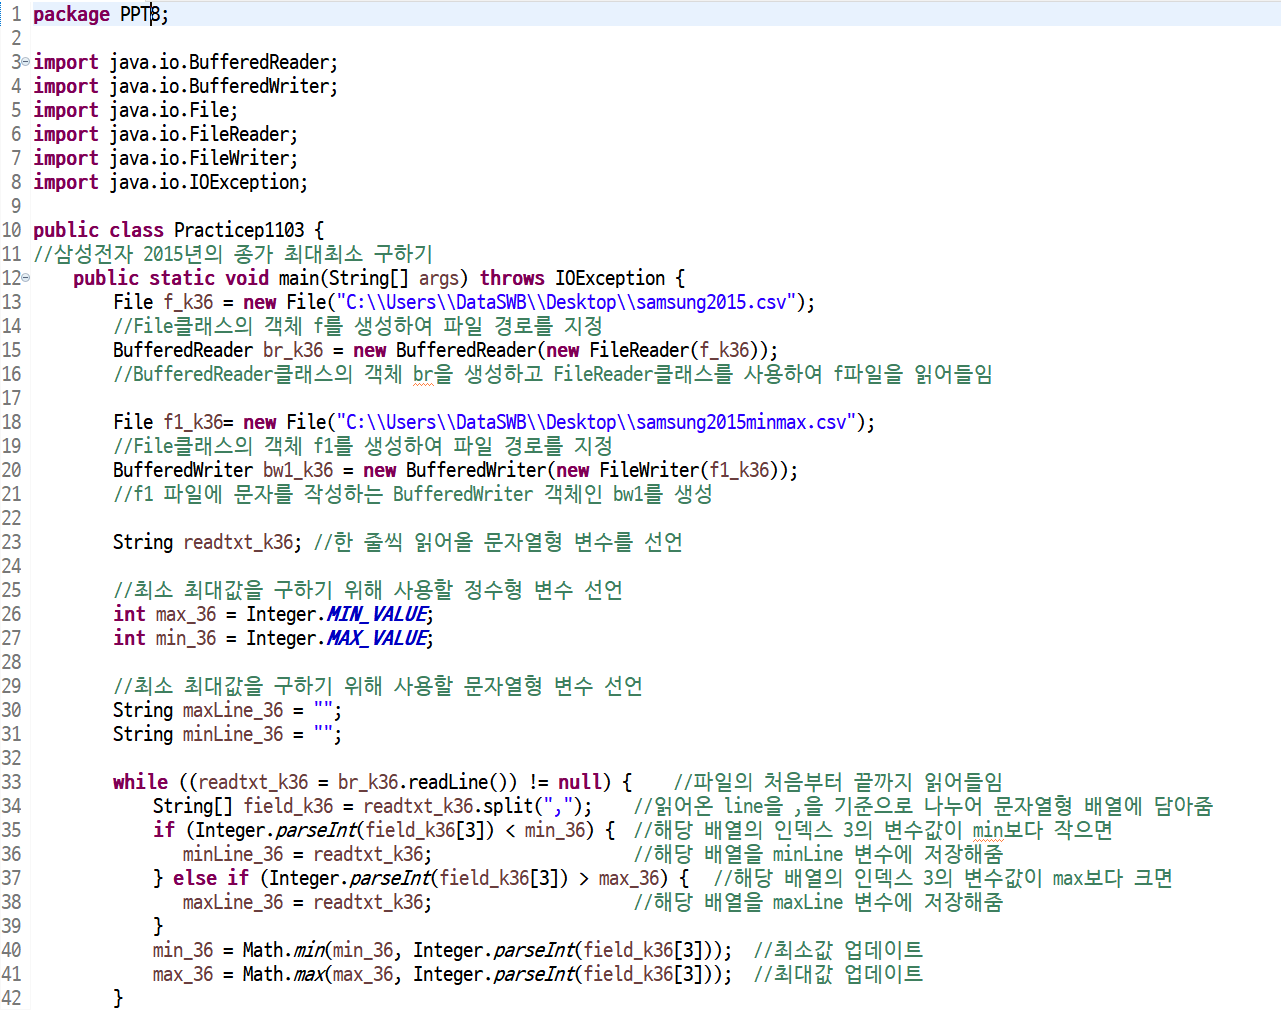 1 package PPT8;
2
3 import java.io.BufferedReader;
4 import java.io.BufferedWriter;
5 import java.io.File;
6 import java.io.FileReader;
7 import java.io.FileWriter;
8 import java.io.IOException;
9
10 public class Practicep1103 {
11 //삼성전자 2015년의 종가 최대최소 구하기
12 public static void main(String[] args) throws IOException {
13 File f_k36 = new File("C:\\Users\\DataSWB\\Desktop\\samsung2015.csv");
14 //File클래스의 객체 f를 생성하여 파일 경로를 지정
15 BufferedReader br_k36 = new BufferedReader(new FileReader(f_k36));
16 //BufferedReader클래스의 객체 br을 생성하고 FileReader클래스를 사용하여 f파일을 읽어들임
17
18 File f1_k36= new File("C:\\Users\\DataSWB\\Desktop\\samsung2015minmax.csv");
19 //File클래스의 객체 f1를 생성하여 파일 경로를 지정
20 BufferedWriter bw1_k36 = new BufferedWriter(new FileWriter(f1_k36));
21 //f1 파일에 문자를 작성하는 BufferedWriter 객체인 bw1를 생성
22
23 String readtxt_k36; //한 줄씩 읽어올 문자열형 변수를 선언
24
25 //최소 최대값을 구하기 위해 사용할 정수형 변수 선언
26 int max_36 = Integer.MIN_VALUE;
27 int min_36 = Integer.MAX_VALUE;
28
29 //최소 최대값을 구하기 위해 사용할 문자열형 변수 선언
30 String maxLine_36 = "";
31 String minLine_36 = "";
32
33 while ((readtxt_k36 = br_k36.readLine()) != null) { //파일의 처음부터 끝까지 읽어들임
34 String[] field_k36 = readtxt_k36.split(","); //읽어온 line을 ,을 기준으로 나누어 문자열형 배열에 담아줌
35 if (Integer.parseInt(field_k36[3]) < min_36) { //해당 배열의 인덱스 3의 변수값이 min보다 작으면
36 minLine_36 = readtxt_k36; //해당 배열을 minLine 변수에 저장해줌
37 } else if (Integer.parseInt(field_k36[3]) > max_36) { //해당 배열의 인덱스 3의 변수값이 max보다 크면
38 maxLine_36 = readtxt_k36; //해당 배열을 maxLine 변수에 저장해줌
39 }
40 min_36 = Math.min(min_36, Integer.parseInt(field_k36[3])); //최소값 업데이트
41 max_36 = Math.max(max_36, Integer.parseInt(field_k36[3])); //최대값 업데이트
42 }